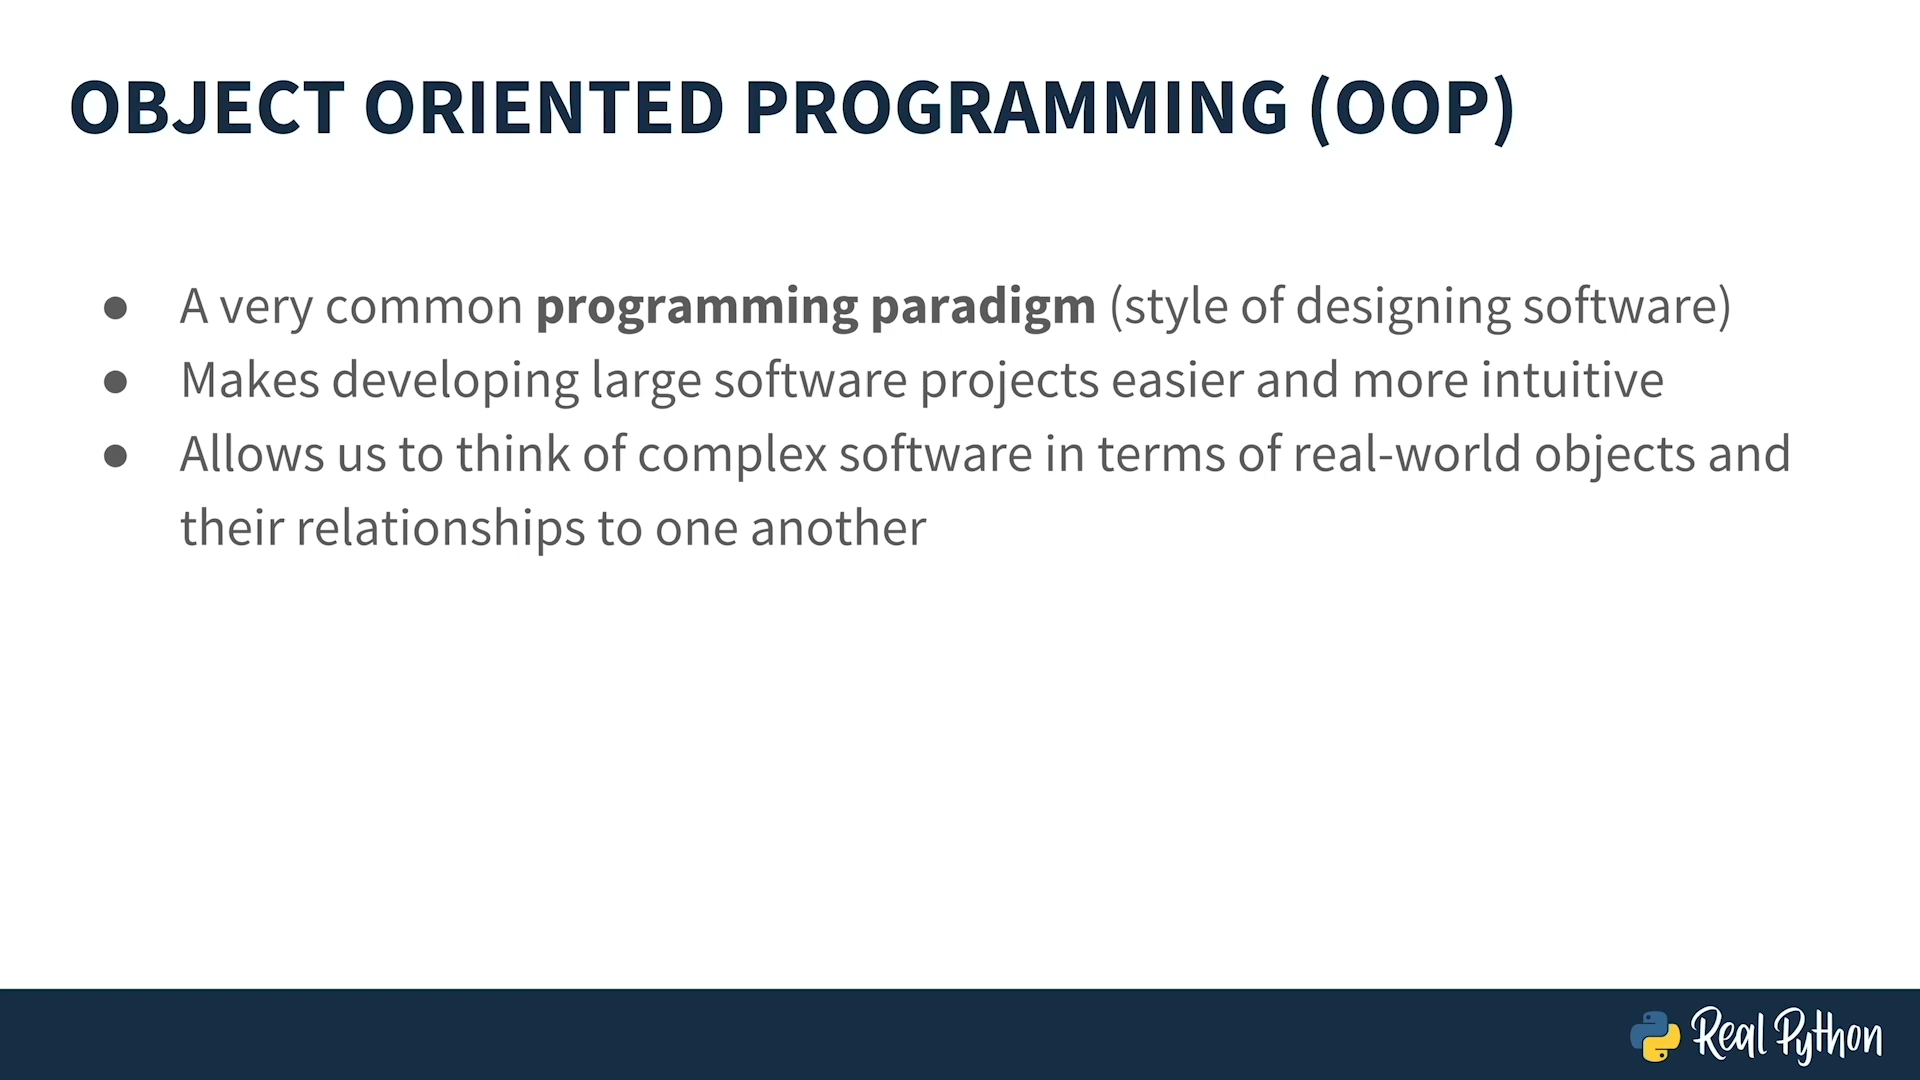 OBJECT ORIENTED PROGRAMMING (OOP)
● A very common programming paradigm (style of designing software)
● Makes developing large software projects easier and more intuitive
● Allows us to think of complex software in terms of real-world objects and
their relationships to one another
Real Python